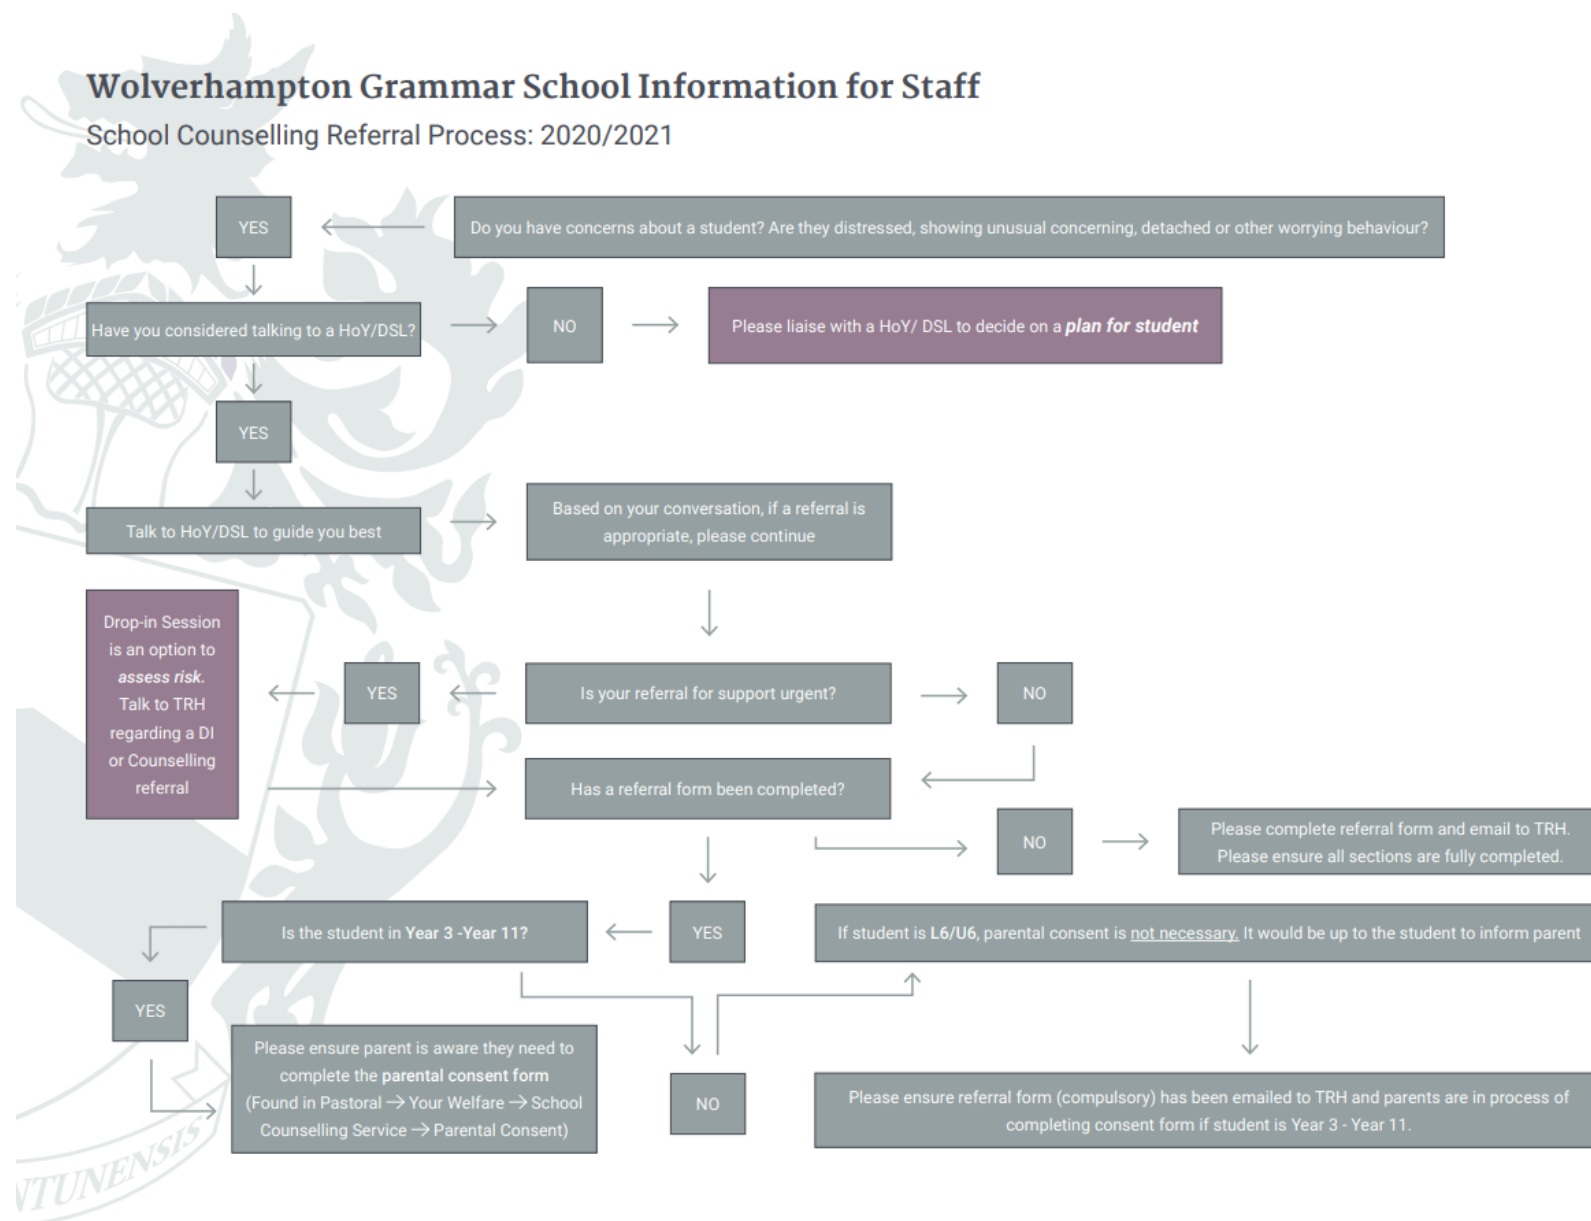 Wolverhampton Grammar School Information for Staff
School Counselling Referral Process: 2020/2021
YES
Do you have concerns about a student? Are they distressed, showing unusual concerning, detached or other worrying behaviour?
Have you considered talking to a HoY/DSL?
NO
Please liaise with a HoY/ DSL to decide on a plan for student
YES
Talk to HoY/DSL to guide you best
Based on your conversation, if a referral is
appropriate, please continue
Drop-in Session
is an option to
assess risk.
Talk to TRH
regarding a DI
or Counselling
referral
YES
Is your referral for support urgent?
NO
Has a referral form been completed?
NO
Please complete referral form and email to TRH.
Please ensure all sections are fully completed.
Is the student in Year 3 -Year 11?
YES
If student is L6/U6, parental consent is not necessary. It would be up to the student to inform parent
YES
Please ensure parent is aware they need to
complete the parental consent form
(Found in Pastoral → Your Welfare → School
Counselling Service → Parental Consent)
NO
Please ensure referral form (compulsory) has been emailed to TRH and parents are in process of
completing consent form if student is Year 3 - Year 11.
NTUNENSIS